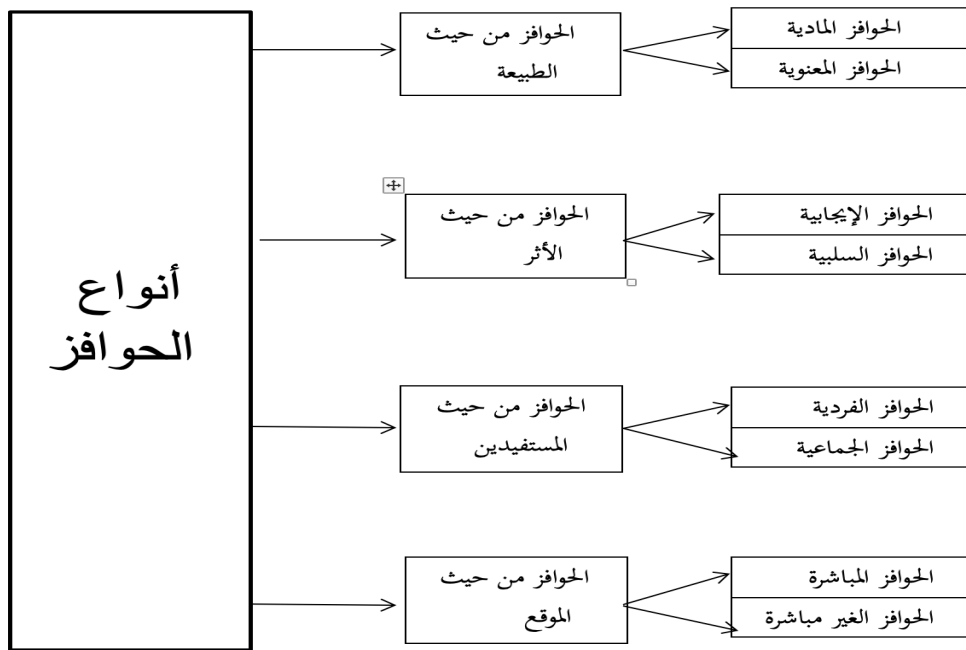 أنواع
الحوافز
الحوافز من حيث
الطبيعة
الحوافز المادية
الحوافز المعنوية
الحوافز من حيث
الأثر
الحوافز الإيجابية
الحوافز السلبية
الحوافز من حيث
المستفيدين
الحوافز الفردية
الحوافز الجماعية
الحوافز من حيث
الموقع
الحوافز المباشرة
الحوافز الغير مباشرة